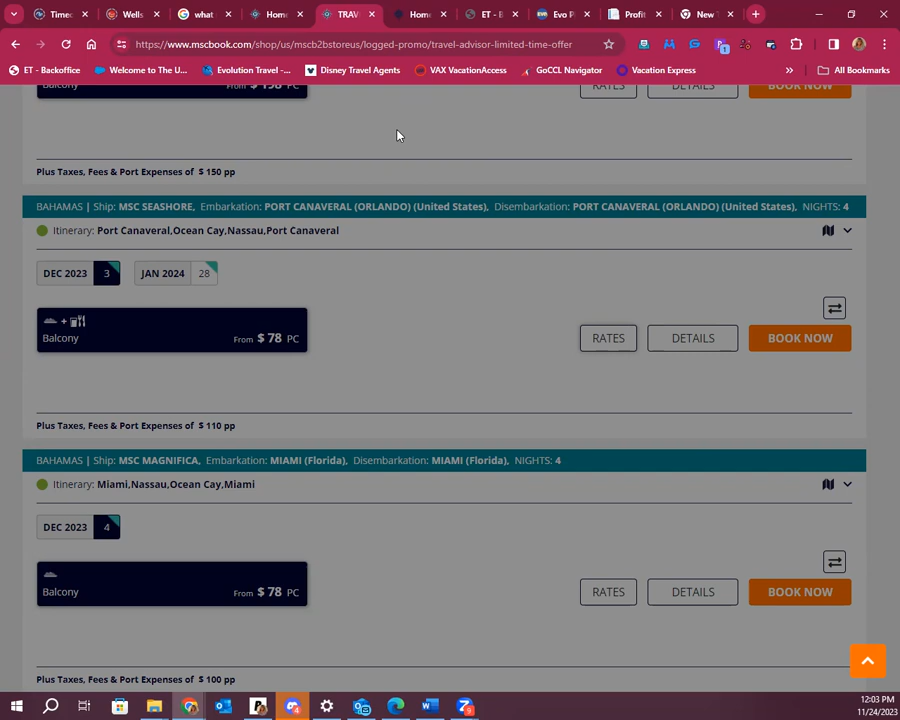 Timec
Wells
what
Home
TRAV
Home
ET - B
Evo P
Profit
New T
https://www.mscbook.com/shop/us/mscb2bstoreus/logged-promo/travel-advisor-limited-time-offer
ET - Backoffice
Welcome to The U...
Evolution Travel -...
Disney Travel Agents
VAX VacationAccess
GoCCL Navigator
Vacation Express
»
All Bookmarks
Balcony From $ 198 PC RATES DETAILS BOOK NOW
Plus Taxes, Fees & Port Expenses of $ 150 pp
BAHAMAS | Ship: MSC SEASHORE, Embarkation: PORT CANAVERAL (ORLANDO) (United States), Disembarkation: PORT CANAVERAL (ORLANDO) (United States), NIGHTS: 4
Itinerary: Port Canaveral,Ocean Cay,Nassau,Port Canaveral
DEC 2023 3 JAN 2024 28
+
Balcony From $ 78 PC RATES DETAILS BOOK NOW
Plus Taxes, Fees & Port Expenses of $ 110 pp
BAHAMAS | Ship: MSC MAGNIFICA, Embarkation: MIAMI (Florida), Disembarkation: MIAMI (Florida), NIGHTS: 4
Itinerary: Miami,Nassau,Ocean Cay,Miami
DEC 2023 4
Balcony From $ 78 PC RATES DETAILS BOOK NOW
Plus Taxes, Fees & Port Expenses of $ 100 pp
12:03 PM
11/24/2023